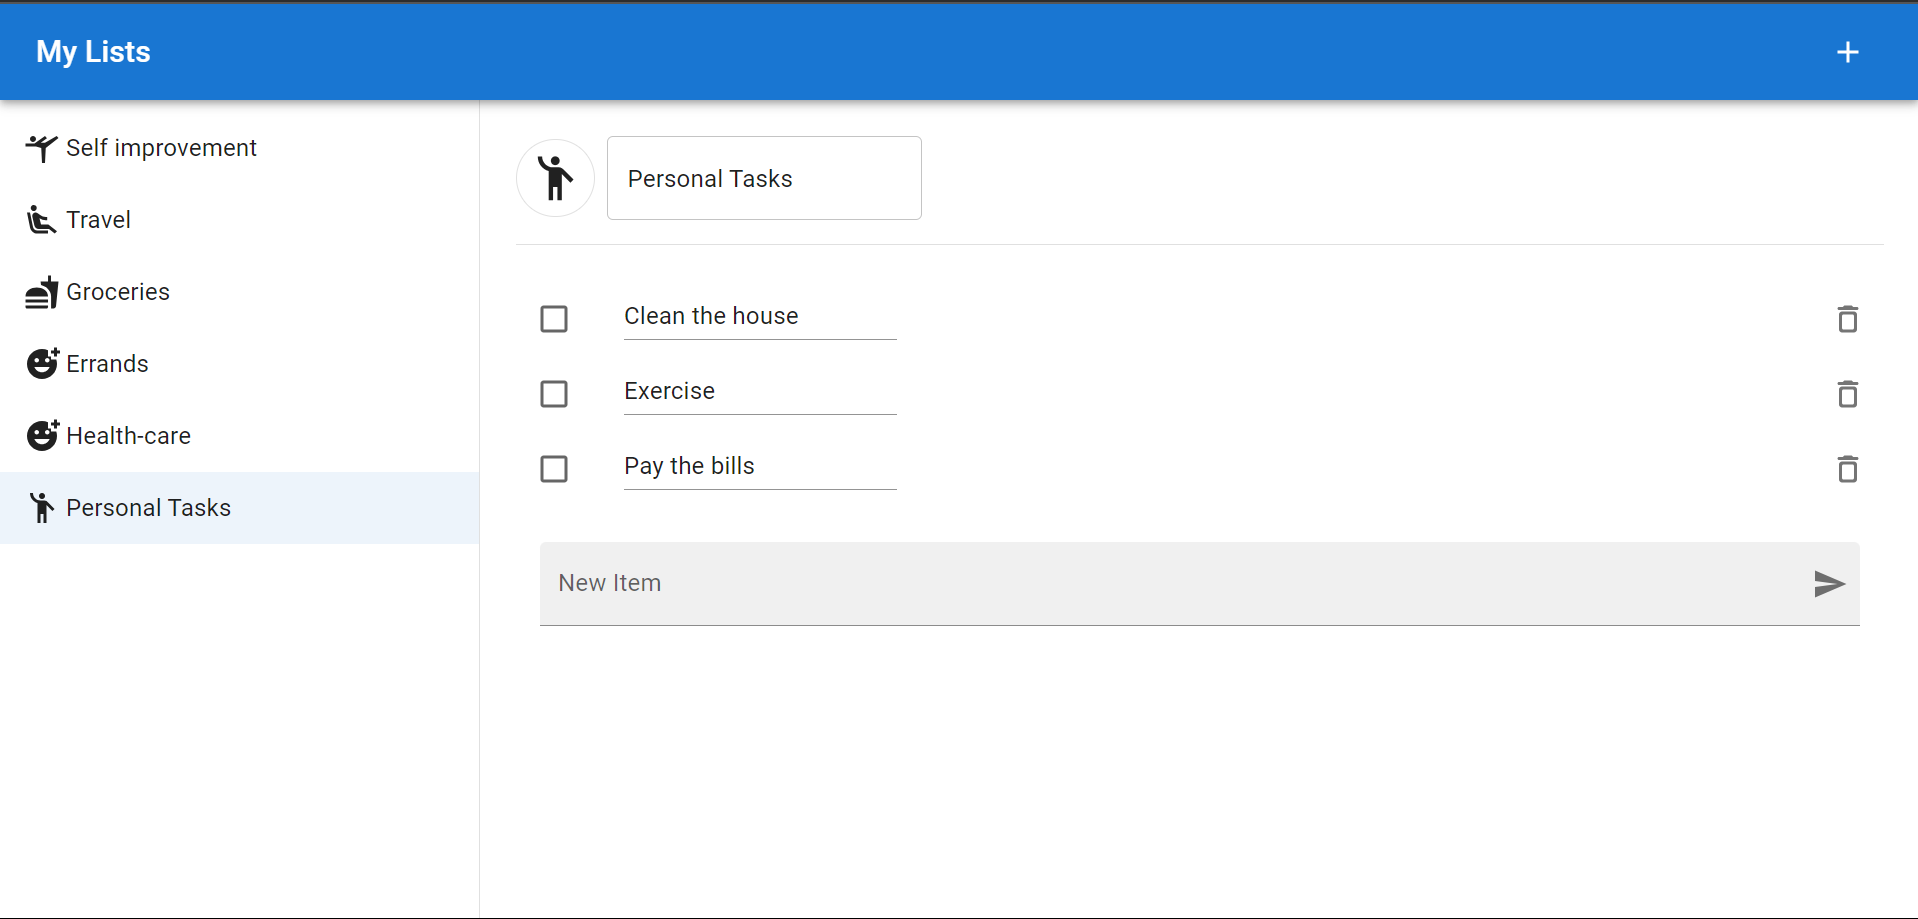 My Lists
Self improvement
Travel
Groceries
Errands
Health-care
Personal Tasks
Personal Tasks
Clean the house
Exercise
Pay the bills
New Item